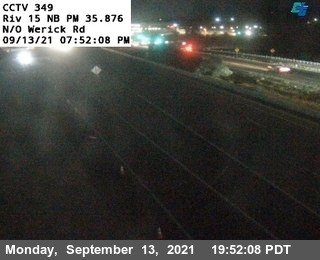 CCTV 349
Riv 15 NB PM 35.876
N/O Werick Rd
09/13/21 07:52:08 PM
Monday, September 13, 2021 19:52:08 PDT